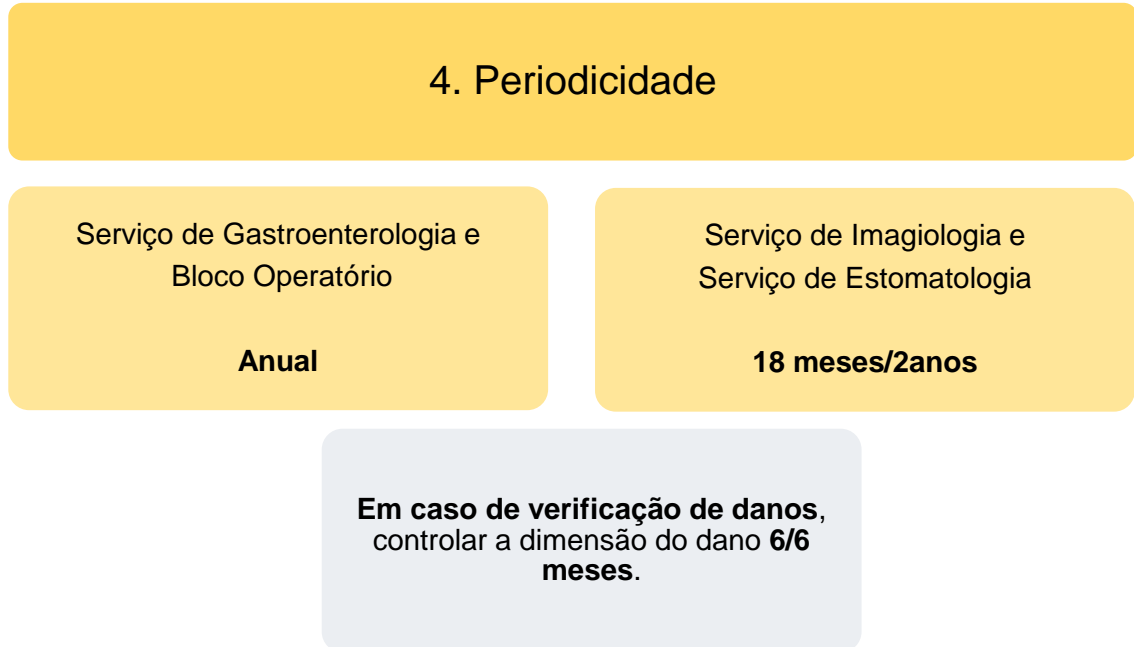 4. Periodicidade
Serviço de Gastroenterologia e
Bloco Operatório
Anual
Serviço de Imagiologia e
Serviço de Estomatologia
18 meses/2anos
Em caso de verificação de danos,
controlar a dimensão do dano 6/6
meses.